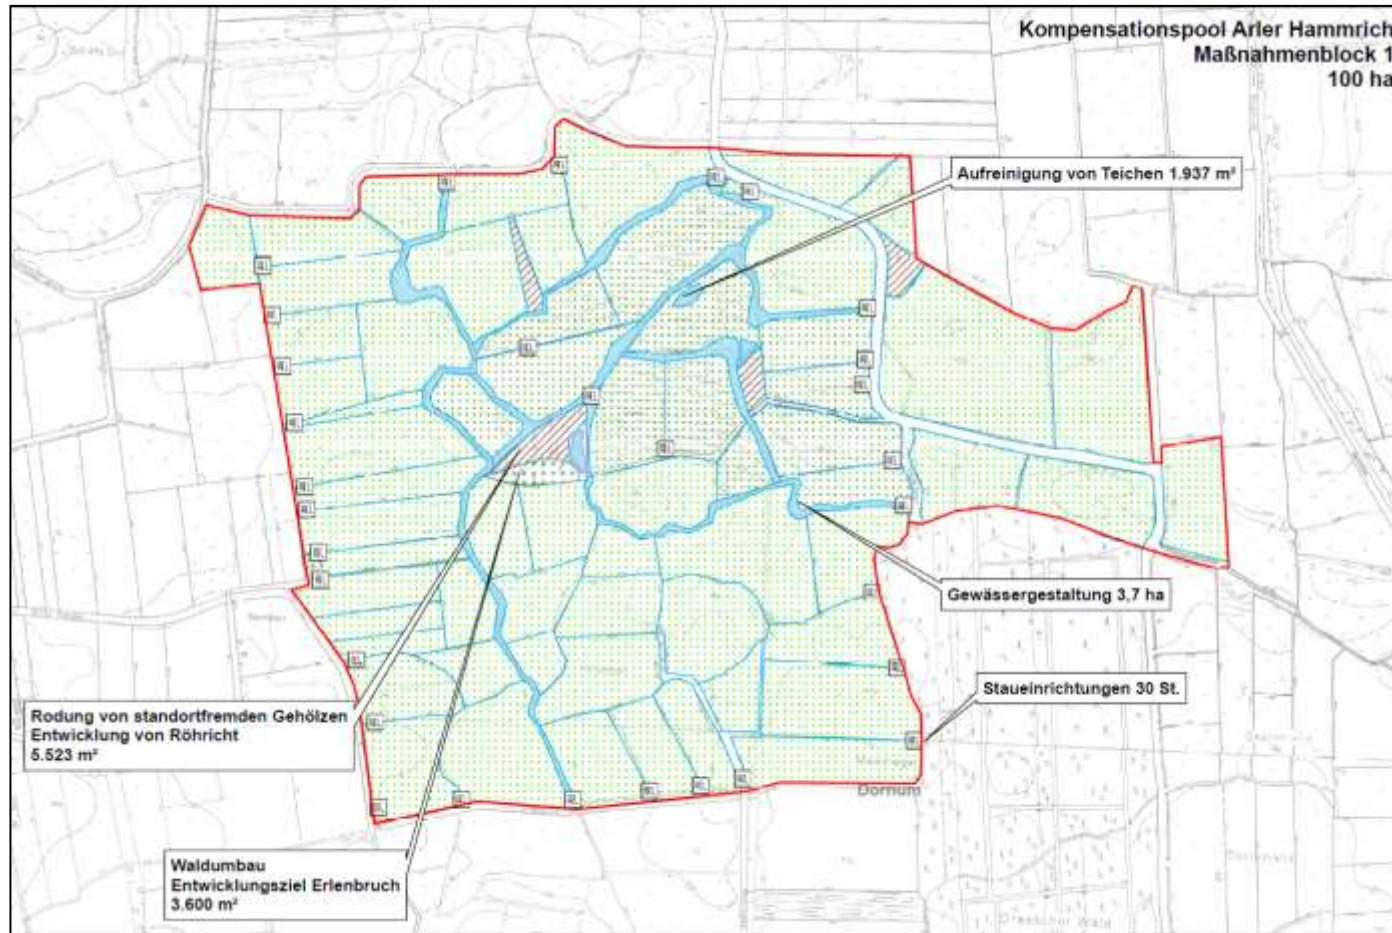 Kompensationspool Arler Hammrich
Maßnahmenblock 1
100 ha
Aufreinigung von Teichen 1.937 m²
Gewässergestaltung 3,7 ha
Staueinrichtungen 30 St.
Rodung von standortfremden Gehölzen
Entwicklung von Röhricht
5.523 m²
Dornum
Waldumbau
Entwicklungsziel Erlenbruch
3.600 m²